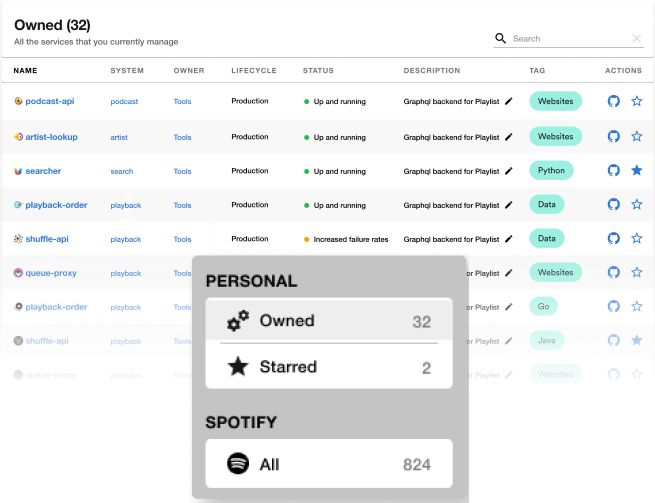 Owned (32)
All the services that you currently manage
Search
NAME SYSTEM OWNER LIFECYCLE STATUS DESCRIPTION TAG ACTIONS
podcast-api podcast Tools Production Up and running Graphql backend for Playlist Websites
artist-lookup artist Tools Production Up and running Graphql backend for Playlist Websites
searcher search Tools Production Up and running Graphql backend for Playlist Python
playback-order playback Tools Production Up and running Graphql backend for Playlist Data
shuffle-api playback Tools Production Increased failure rates Graphql backend for Playlist Data
queue-proxy playback Tools for Playlist Websites
playback-order playback Tools for Playlist Go
shuffle-api playback Tools for Playlist Java
queue-proxy playback for Playlist Websites
PERSONAL
Owned 32
Starred 2
SPOTIFY
All 824